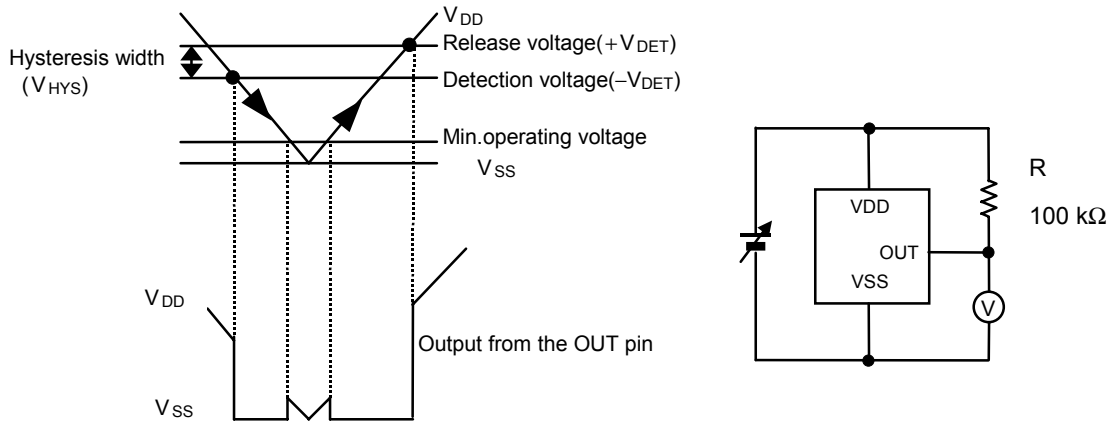 VDD
Release voltage(+VDET)
Hysteresis width
(VHYS)
Detection voltage(−VDET)
Min.operating voltage
VSS
VDD
Output from the OUT pin
VSS
R
100 kΩ
VDD
OUT
VSS
V